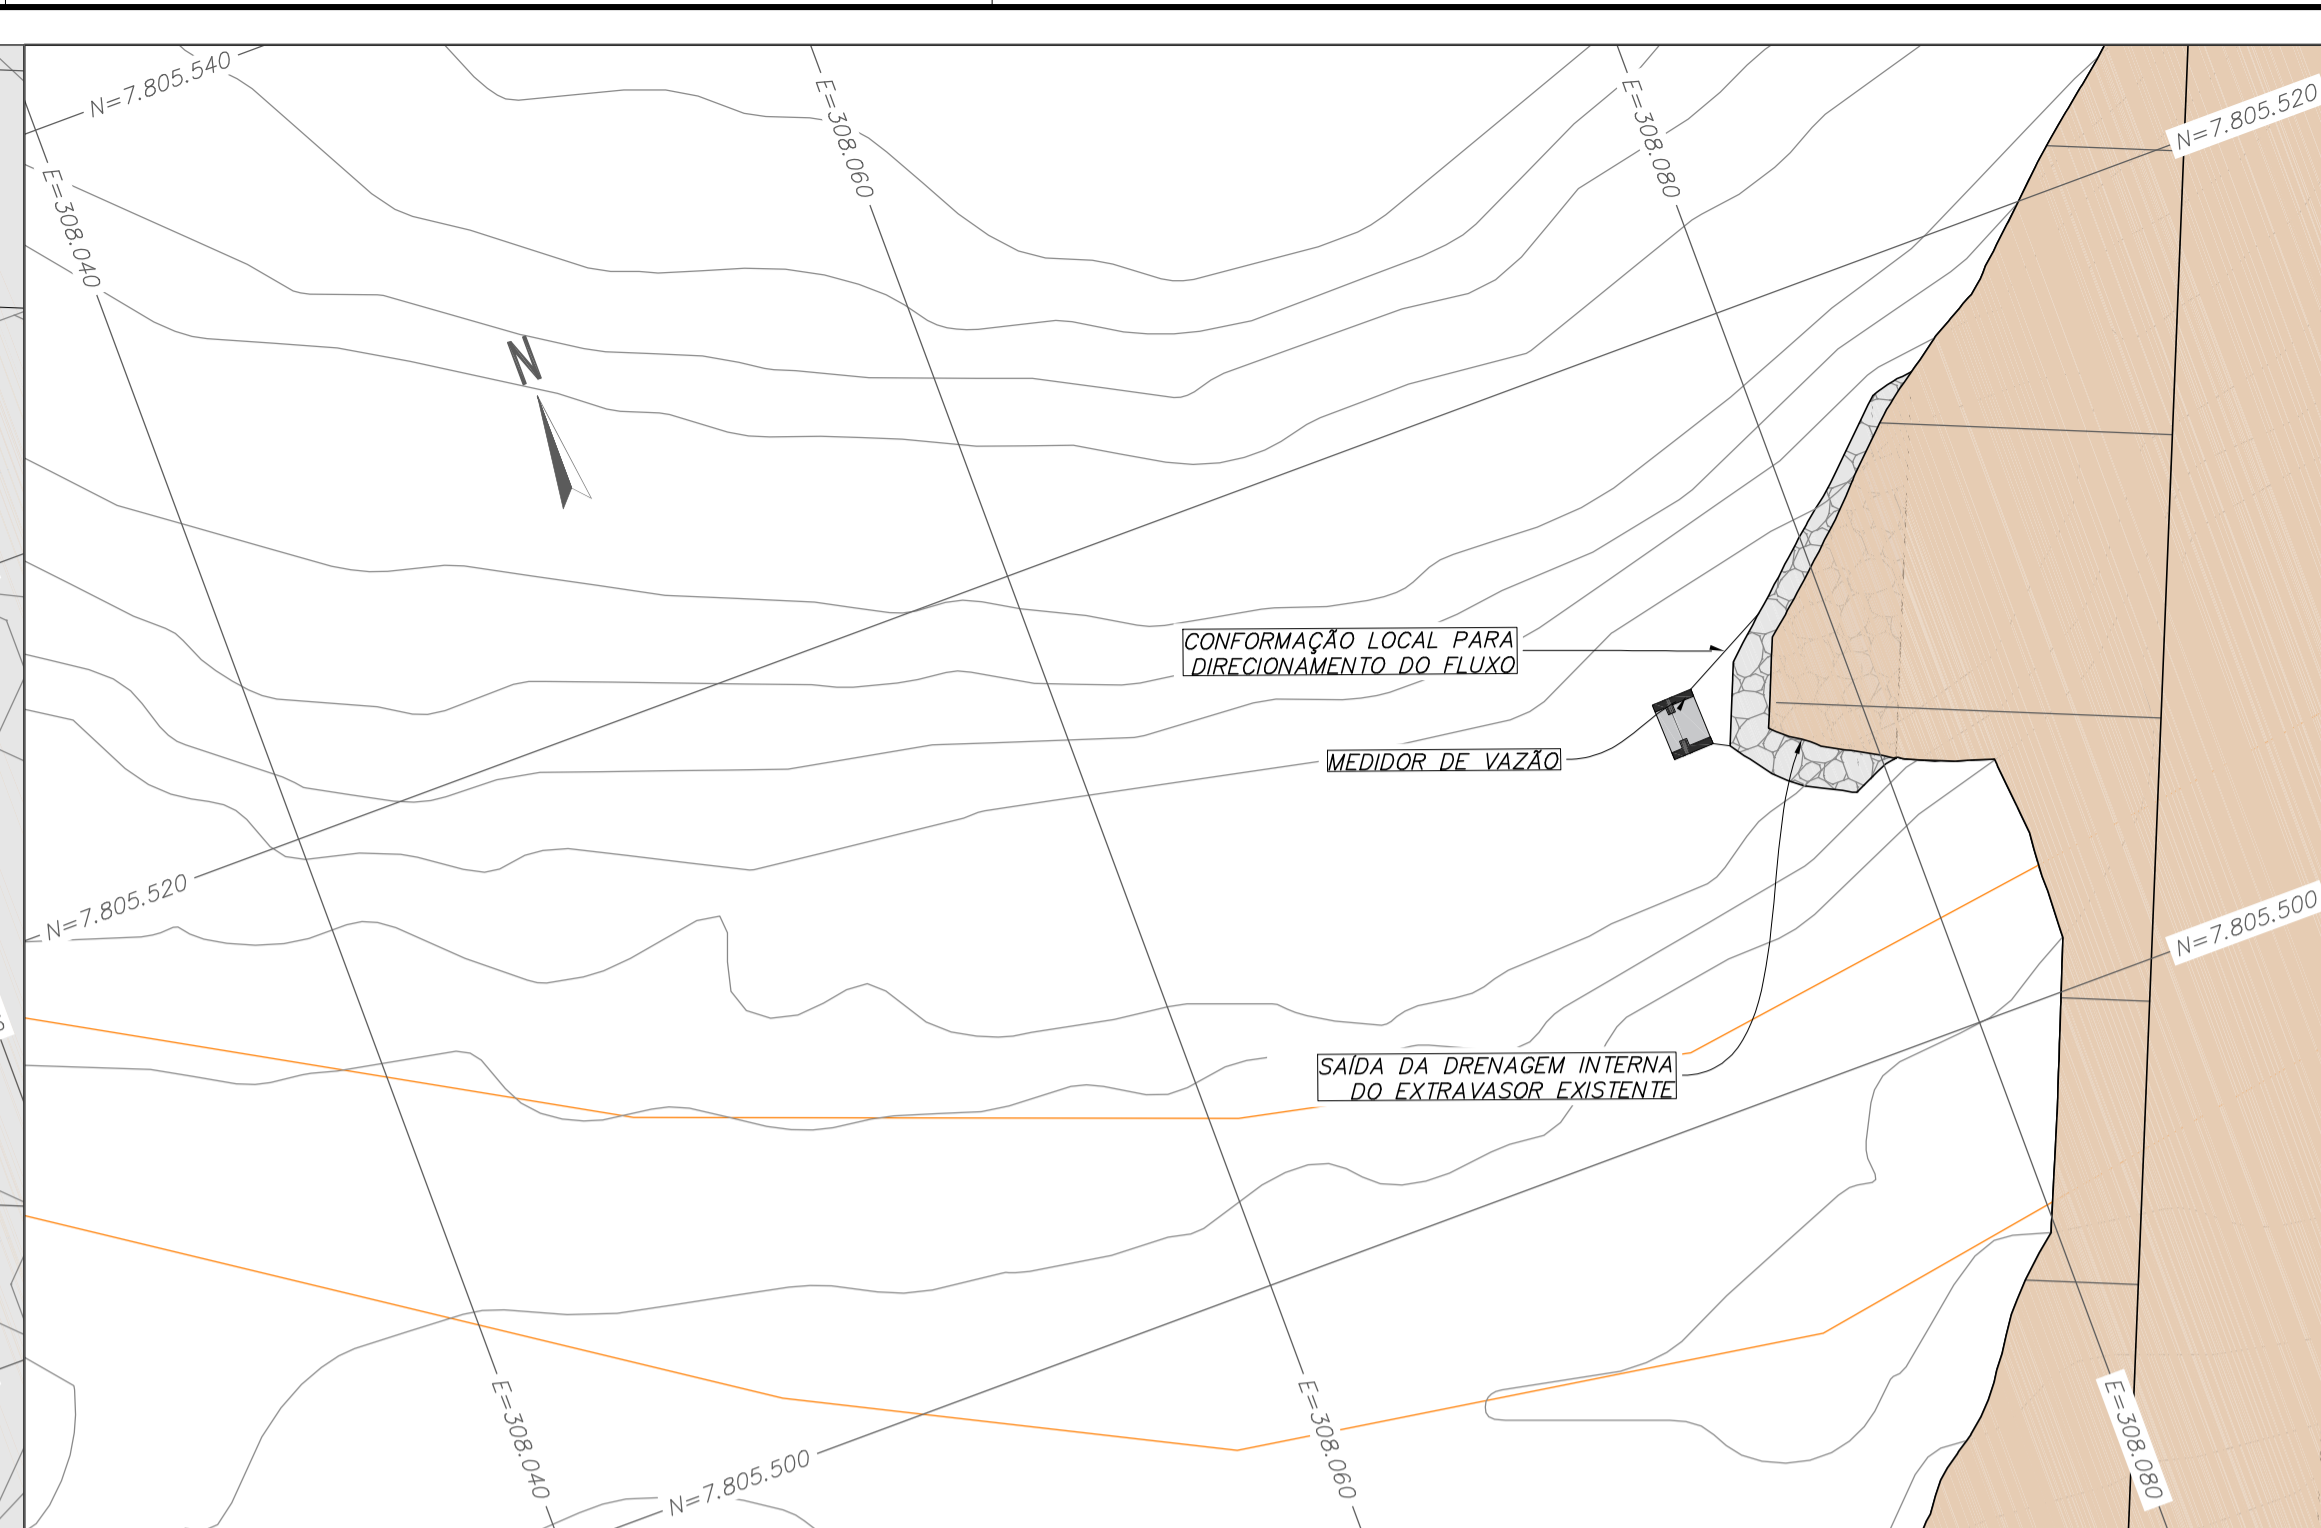 N=7.805.540
E=308.040
E=308.060
E=308.080
N=7.805.520
N
CONFORMAÇÃO LOCAL PARA
DIRECIONAMENTO DO FLUXO
MEDIDOR DE VAZÃO
N=7.805.520
N=7.805.500
SAÍDA DA DRENAGEM INTERNA
DO EXTRAVASOR EXISTENTE
E=308.040
E=308.060
E=308.080
N=7.805.500